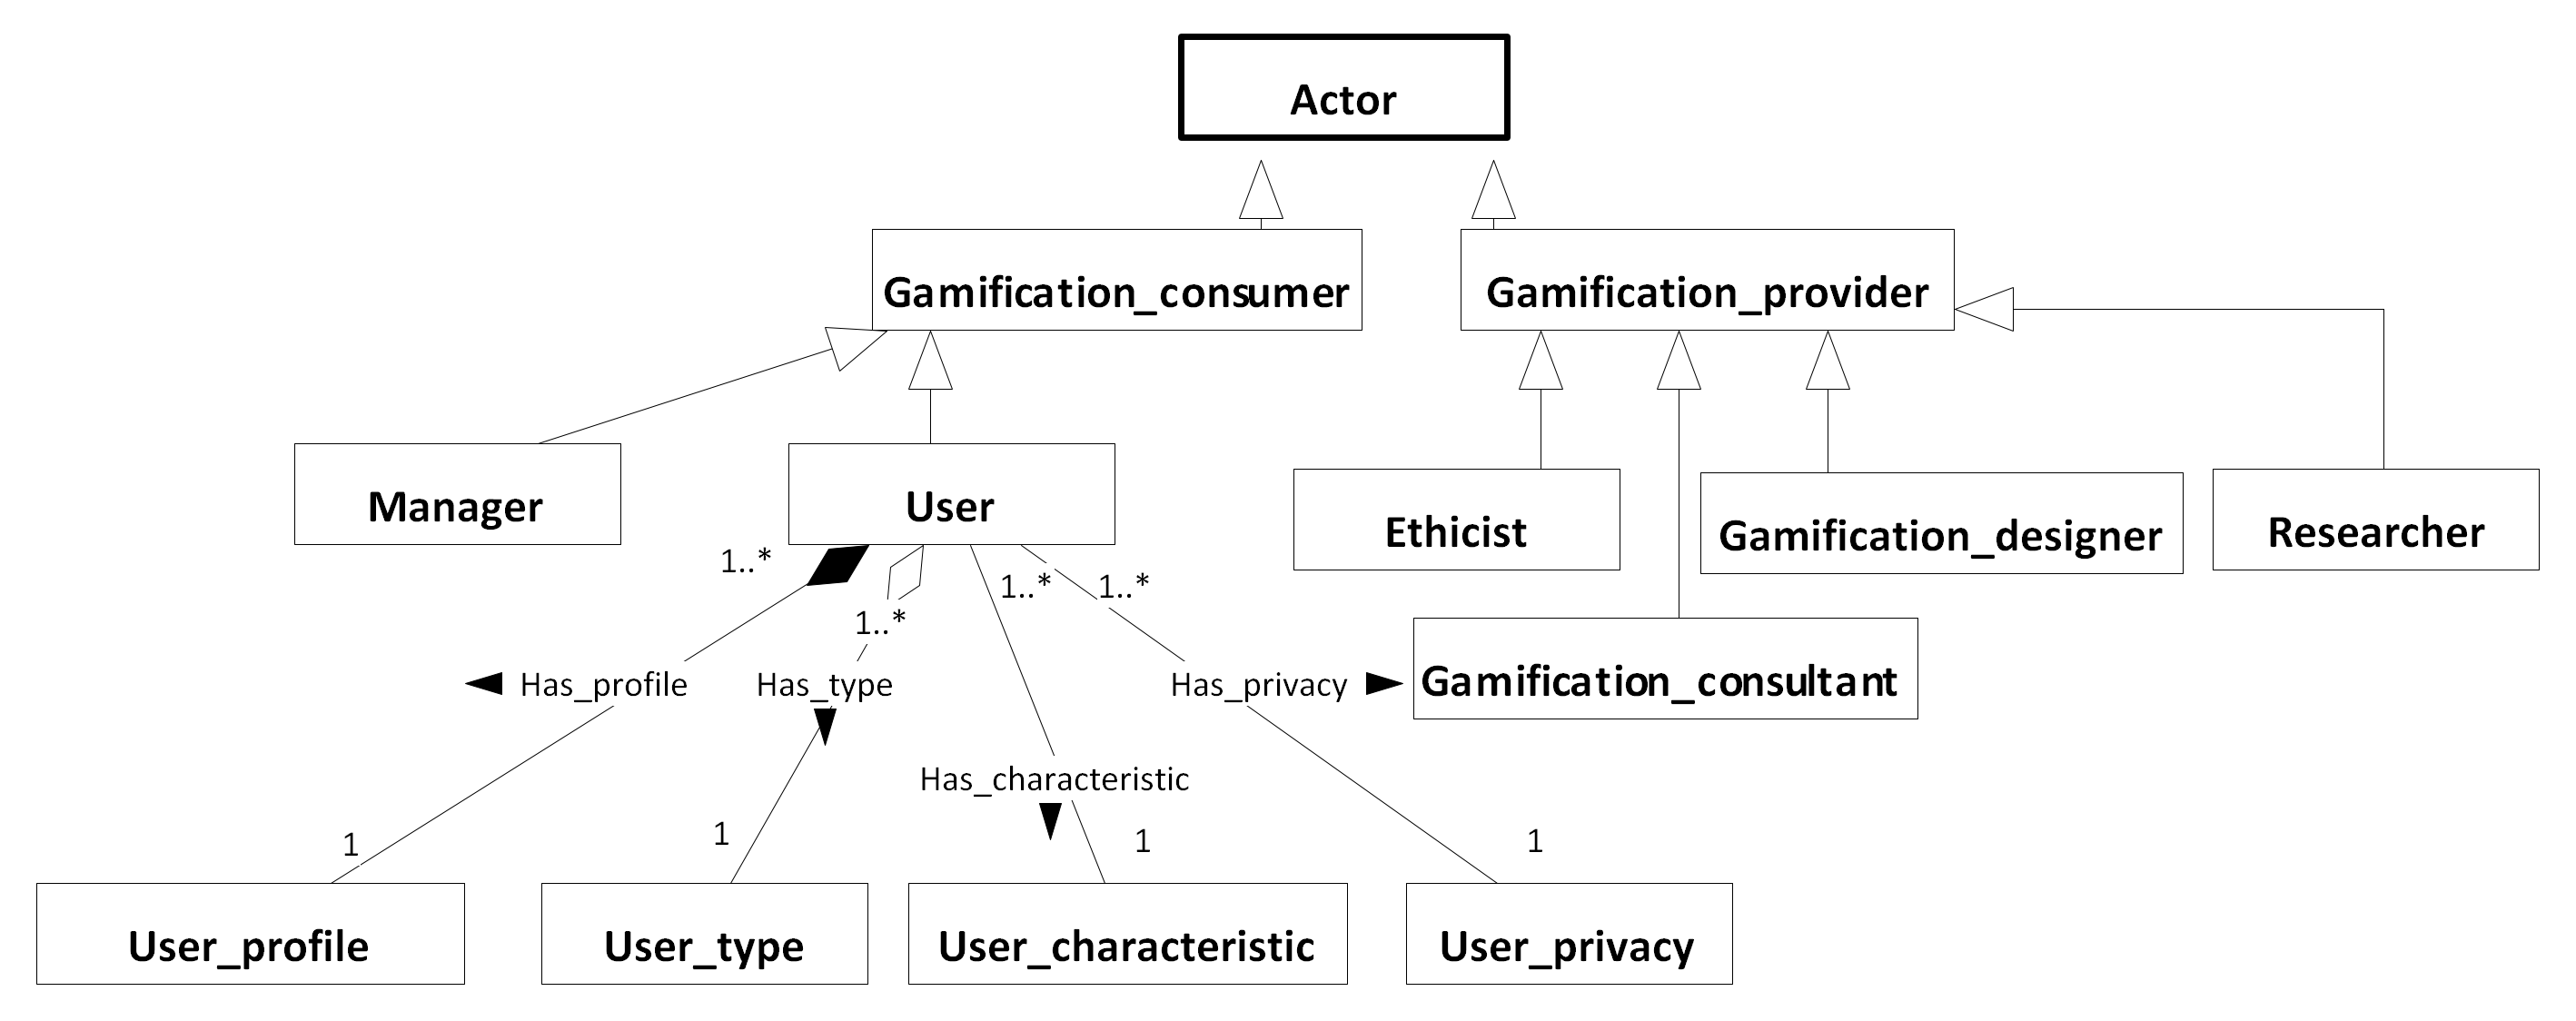 Actor
Gamification_consumer
Gamification_provider
Manager
User
Ethicist
Gamification_designer
Researcher
1..*
1..*
1..*
1..*
Has_profile
Has_type
Has_privacy
Gamification_consultant
Has_characteristic
1
1
1
1
User_profile
User_type
User_characteristic
User_privacy